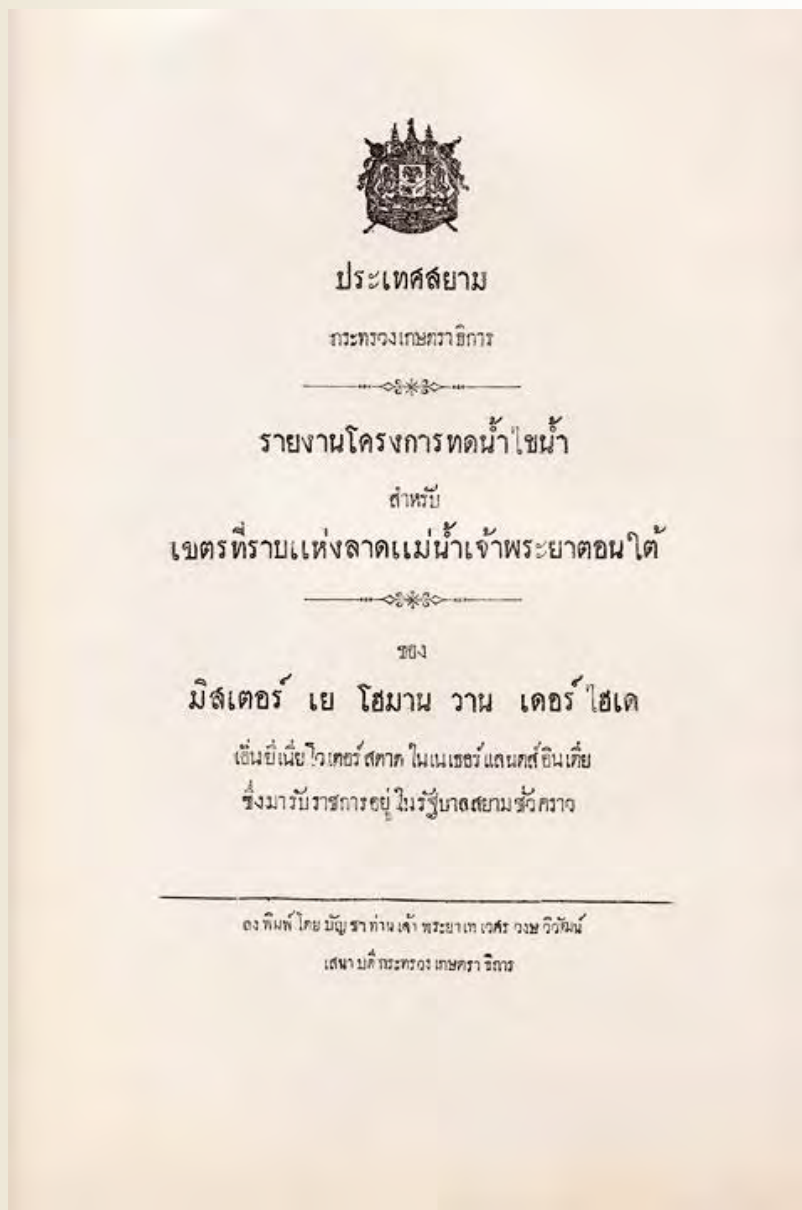 ประเทศสยาม
กระทรวงเกษตราธิการ
รายงานโครงการทดน้ำไขน้ำ
สำหรับ
เขตรที่ราบแห่งลาดแม่น้ำเจ้าพระยาตอนใต้
ของ
มิสเตอร์ เย โฮมาน วาน เดอร์ ไฮเด
เอ็นยิเนียไวเตอร์สตาต ในเนเธอร์แลนดส์อินเดีย
ซึ่งมารับราชการอยู่ในรัฐบาลสยามชั่วคราว
ลงพิมพ์โดยบัญชาท่านเจ้าพระยาเทเวศรวงษวิวัฒน์
เสนาบดีกระทรวงเกษตราธิการ